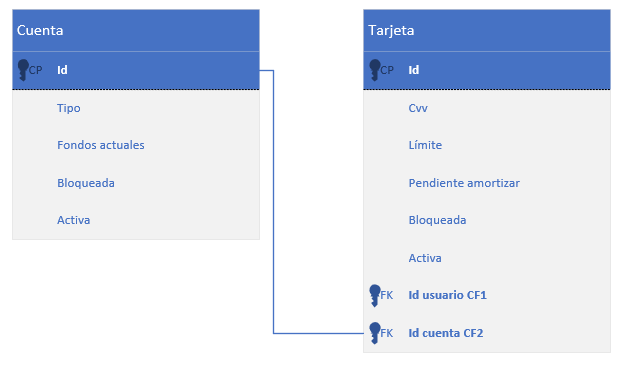 Cuenta
CP Id
Tipo
Fondos actuales
Bloqueada
Activa
Tarjeta
CP Id
Cvv
Límite
Pendiente amortizar
Bloqueada
Activa
FK Id usuario CF1
FK Id cuenta CF2